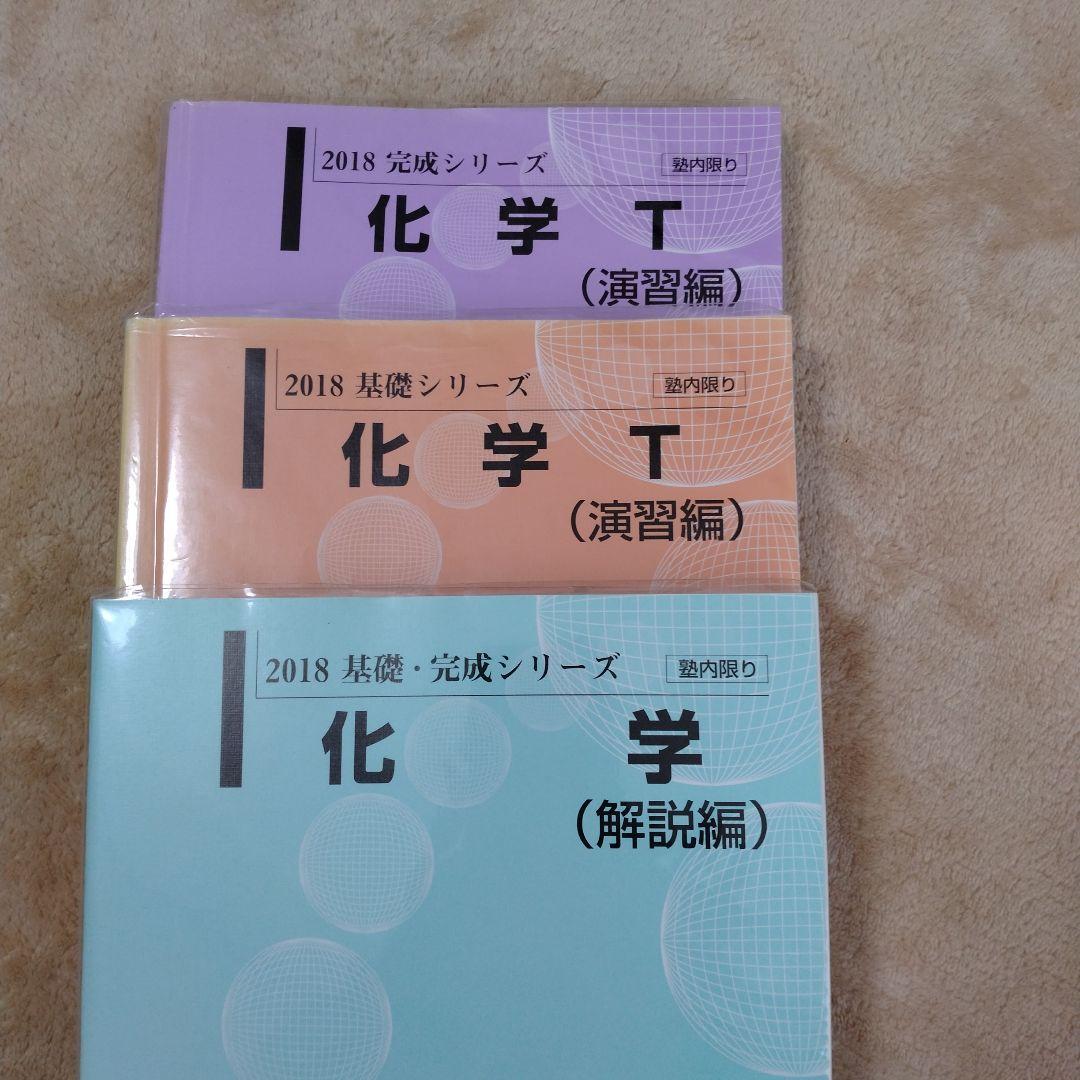 2018 完成シリーズ 塾内限り
化 学 T
(演習編)
2018 基礎シリーズ 塾内限り
化 学 T
(演習編)
2018 基礎・完成シリーズ 塾内限り
化 学
(解説編)